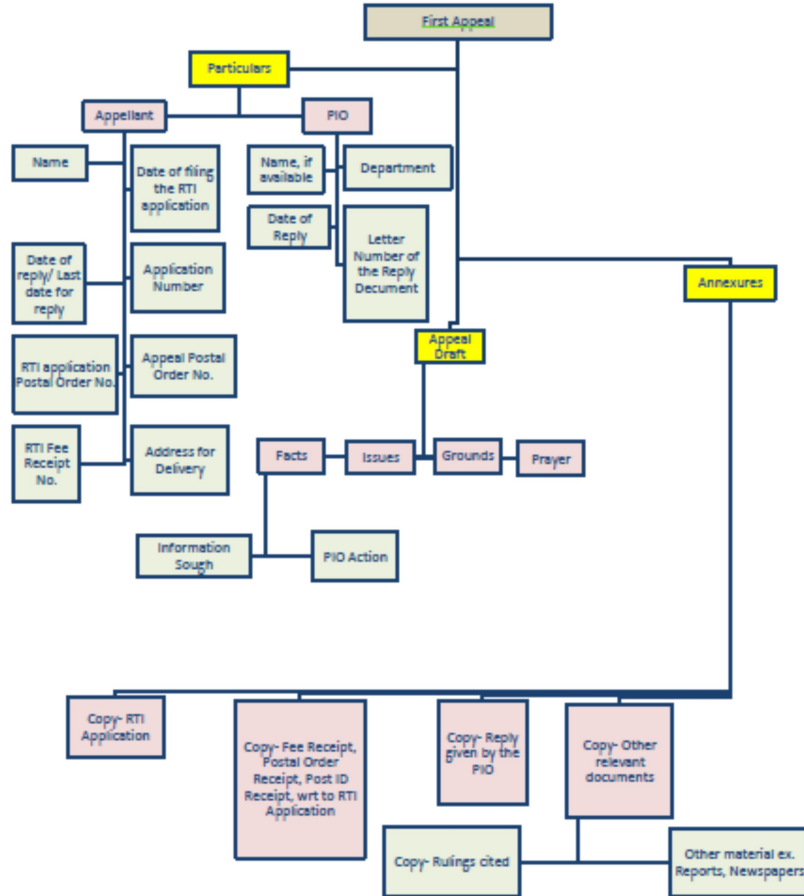 First Appeal
Particulars
Appellant
PIO
Name
Date of filing
the RTI
application
Name, if
available
Department
Date of
Reply
Letter
Number of
the Reply
Decument
Date of
reply/ Last
date for
reply
Application
Number
Annexures
Appeal
Draft
RTI application
Postal Order No.
Appeal Postal
Order No.
RTI Fee
Receipt
No.
Address for
Delivery
Facts
Issues
Grounds
Prayer
Information
Sough
PIO Action
Copy- RTI
Application
Copy- Fee Receipt,
Postal Order
Receipt, Post ID
Receipt, wrt to RTI
Application
Copy- Reply
given by the
PIO
Copy- Other
relevant
documents
Copy- Rulings cited
Other material ex.
Reports, Newspapers